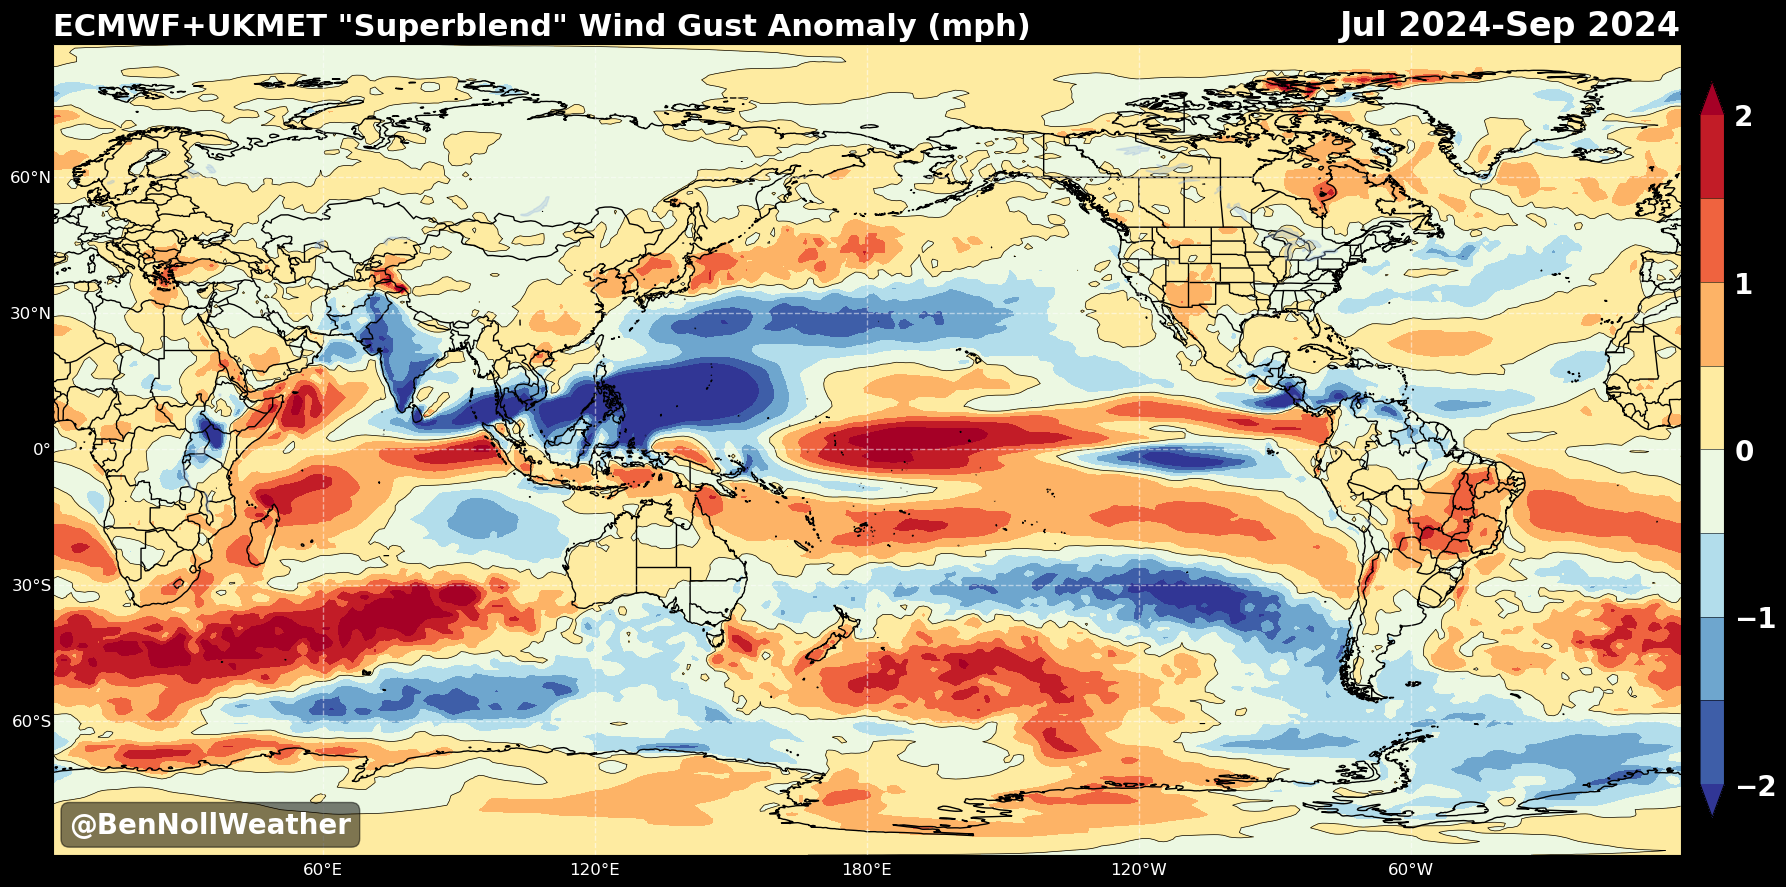 ECMWF+UKMET "Superblend" Wind Gust Anomaly (mph)
Jul 2024-Sep 2024
60°N
30°N
0°
30°S
60°S
60°E
120°E
180°E
120°W
60°W
2
1
0
−1
−2
@BenNollWeather